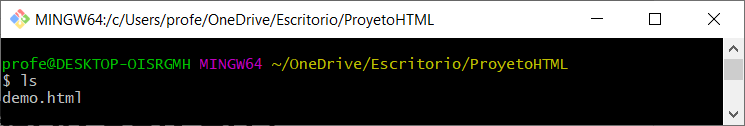 MINGW64:/c/Users/profe/OneDrive/Escritorio/ProyetoHTML
profe@DESKTOP-OISRGMH MINGW64 ~/OneDrive/Escritorio/ProyetoHTML
$ ls
demo.html